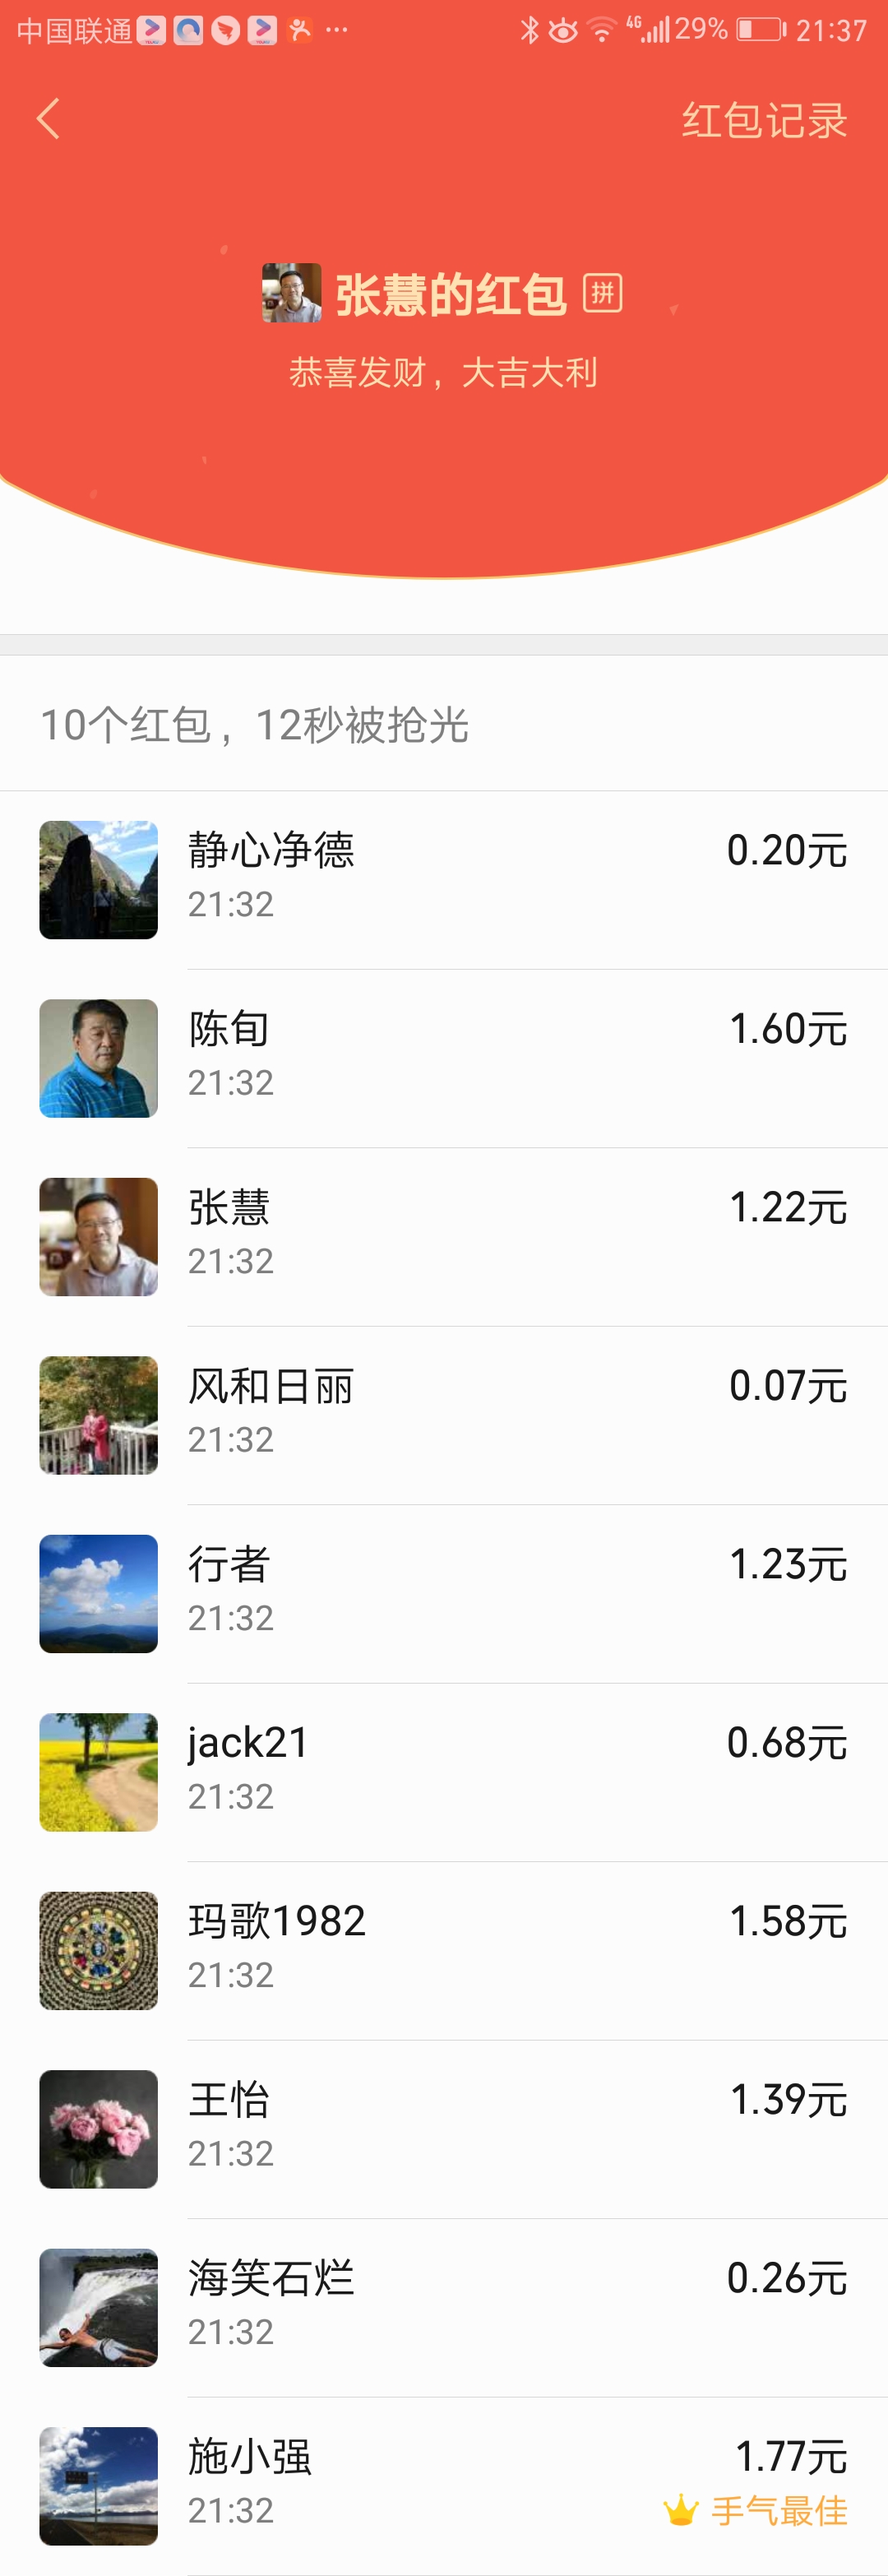 中国联通 ··· 4G 29% 21:37
红包记录
张慧的红包 拼
恭喜发财，大吉大利
10个红包，12秒被抢光
静心净德 0.20元
21:32
陈旬 1.60元
21:32
张慧 1.22元
21:32
风和日丽 0.07元
21:32
行者 1.23元
21:32
jack21 0.68元
21:32
玛歌1982 1.58元
21:32
王怡 1.39元
21:32
海笑石烂 0.26元
21:32
施小强 1.77元
21:32 手气最佳